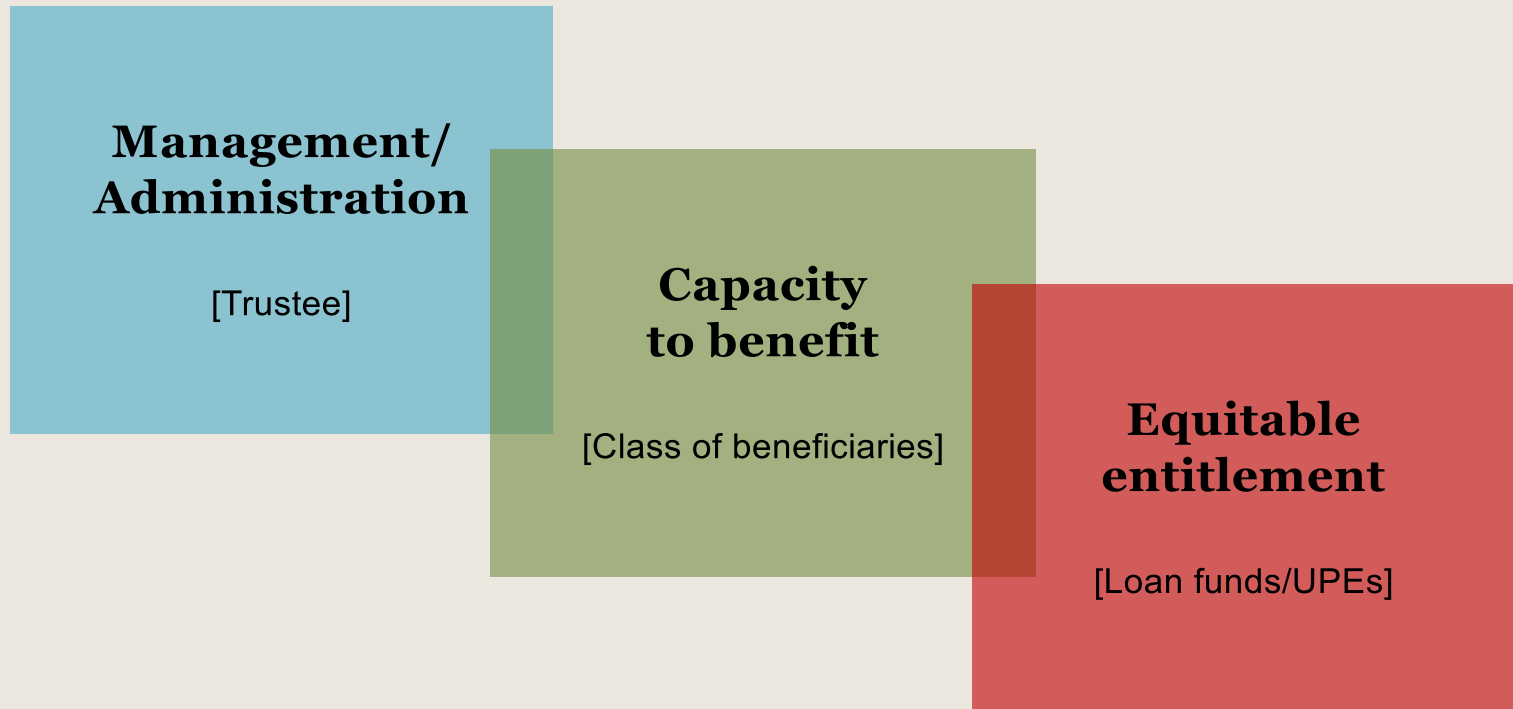 Management/
Administration
[Trustee]
Capacity
to benefit
[Class of beneficiaries]
Equitable
entitlement
[Loan funds/UPEs]